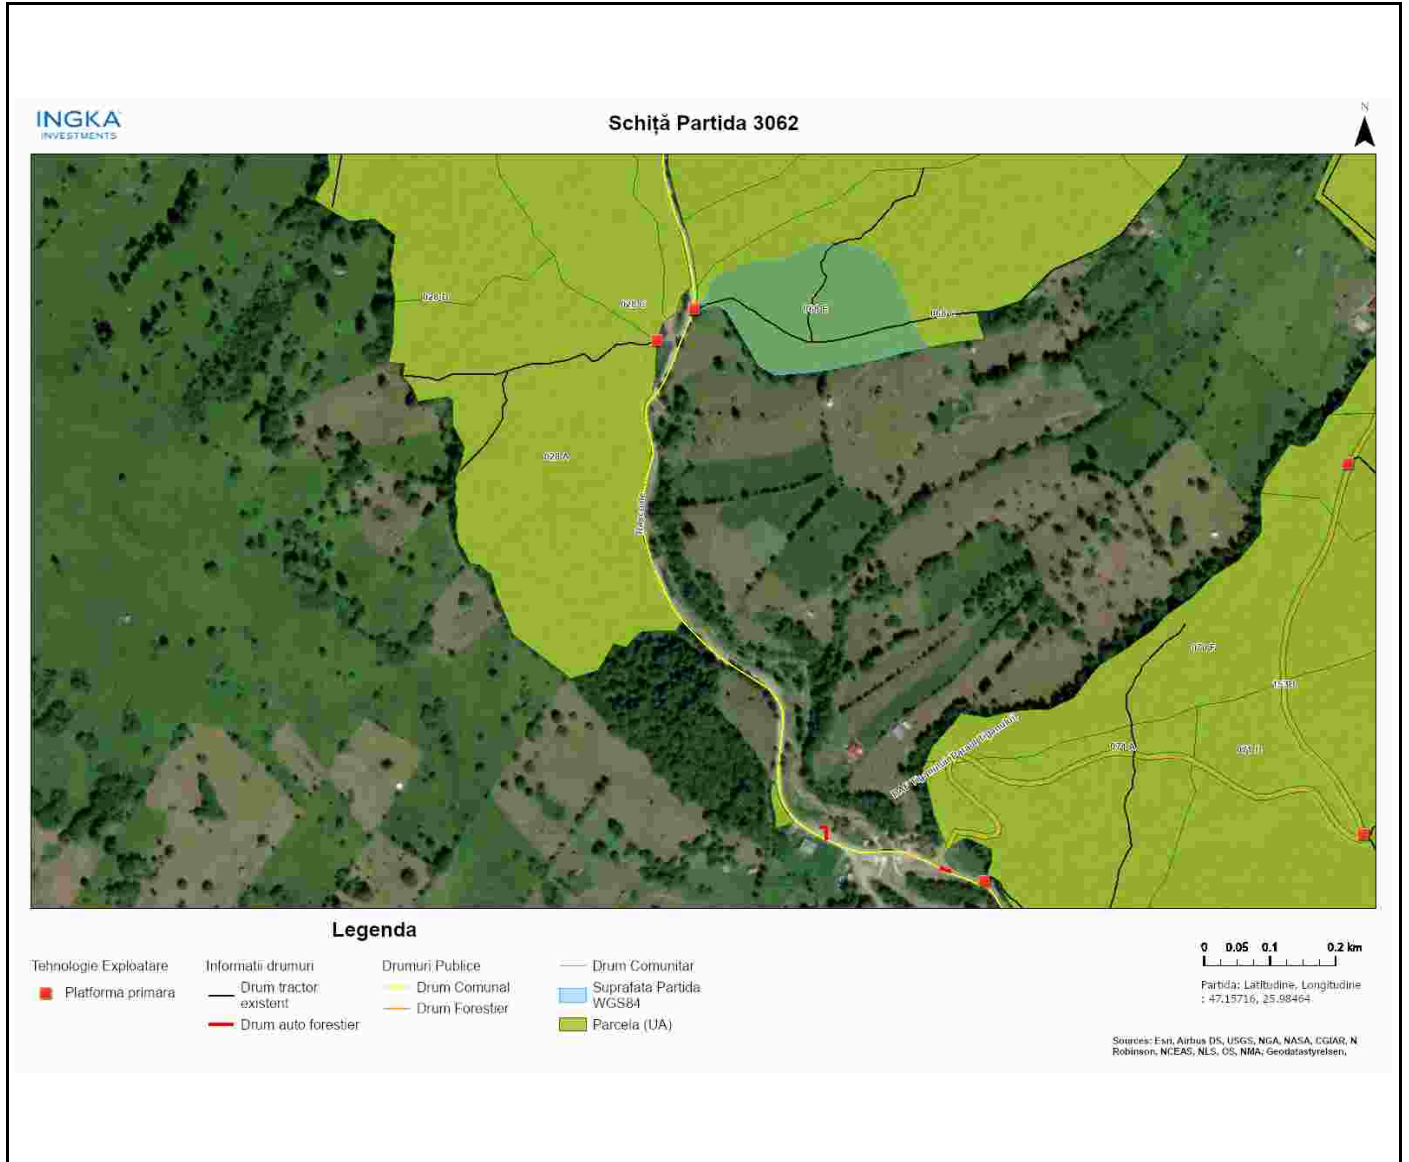 INGKA
INVESTMENTS
Schiță Partida 3062
N
028 A
074 A
Legenda
Tehnologie Exploatare
Platforma primara
Informatii drumuri
Drum tractor
existent
Drum auto forestier
Drumuri Publice
Drum Comunal
Drum Forestier
Drum Comunitar
Suprafata Partida
WGS84
Parcela (UA)
0 0.05 0.1 0.2 km
Partida: Latitudine, Longitudine
: 47.15716, 25.98464
Sources: Esri, Airbus DS, USGS, NGA, NASA, CGIAR, N
Robinson, NCEAS, NLS, OS, NMA, Geodatastyrelsen,